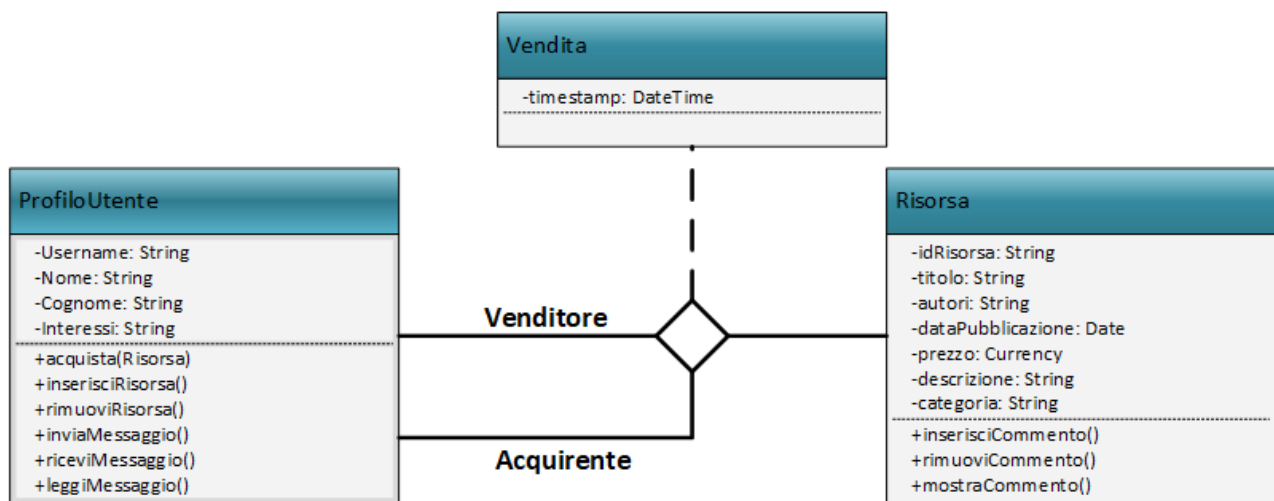 Vendita
-timestamp: DateTime
ProfiloUtente
-Username: String
-Nome: String
-Cognome: String
-Interessi: String
+acquista(Risorsa)
+inserisciRisorsa()
+rimuoviRisorsa()
+inviaMessaggio()
+riceviMessaggio()
+leggiMessaggio()
Venditore
Acquirente
Risorsa
-idRisorsa: String
-titolo: String
-autori: String
-dataPubblicazione: Date
-prezzo: Currency
-descrizione: String
-categoria: String
+inserisciCommento()
+rimuoviCommento()
+mostraCommento()